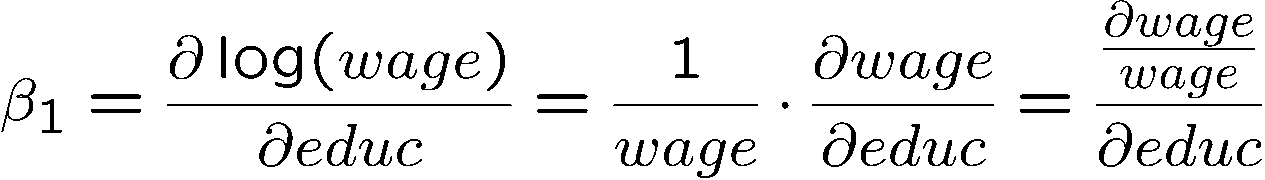 β₁ = ∂ log(wage) / ∂educ = 1 / wage · ∂wage / ∂educ = (∂wage / wage) / ∂educ